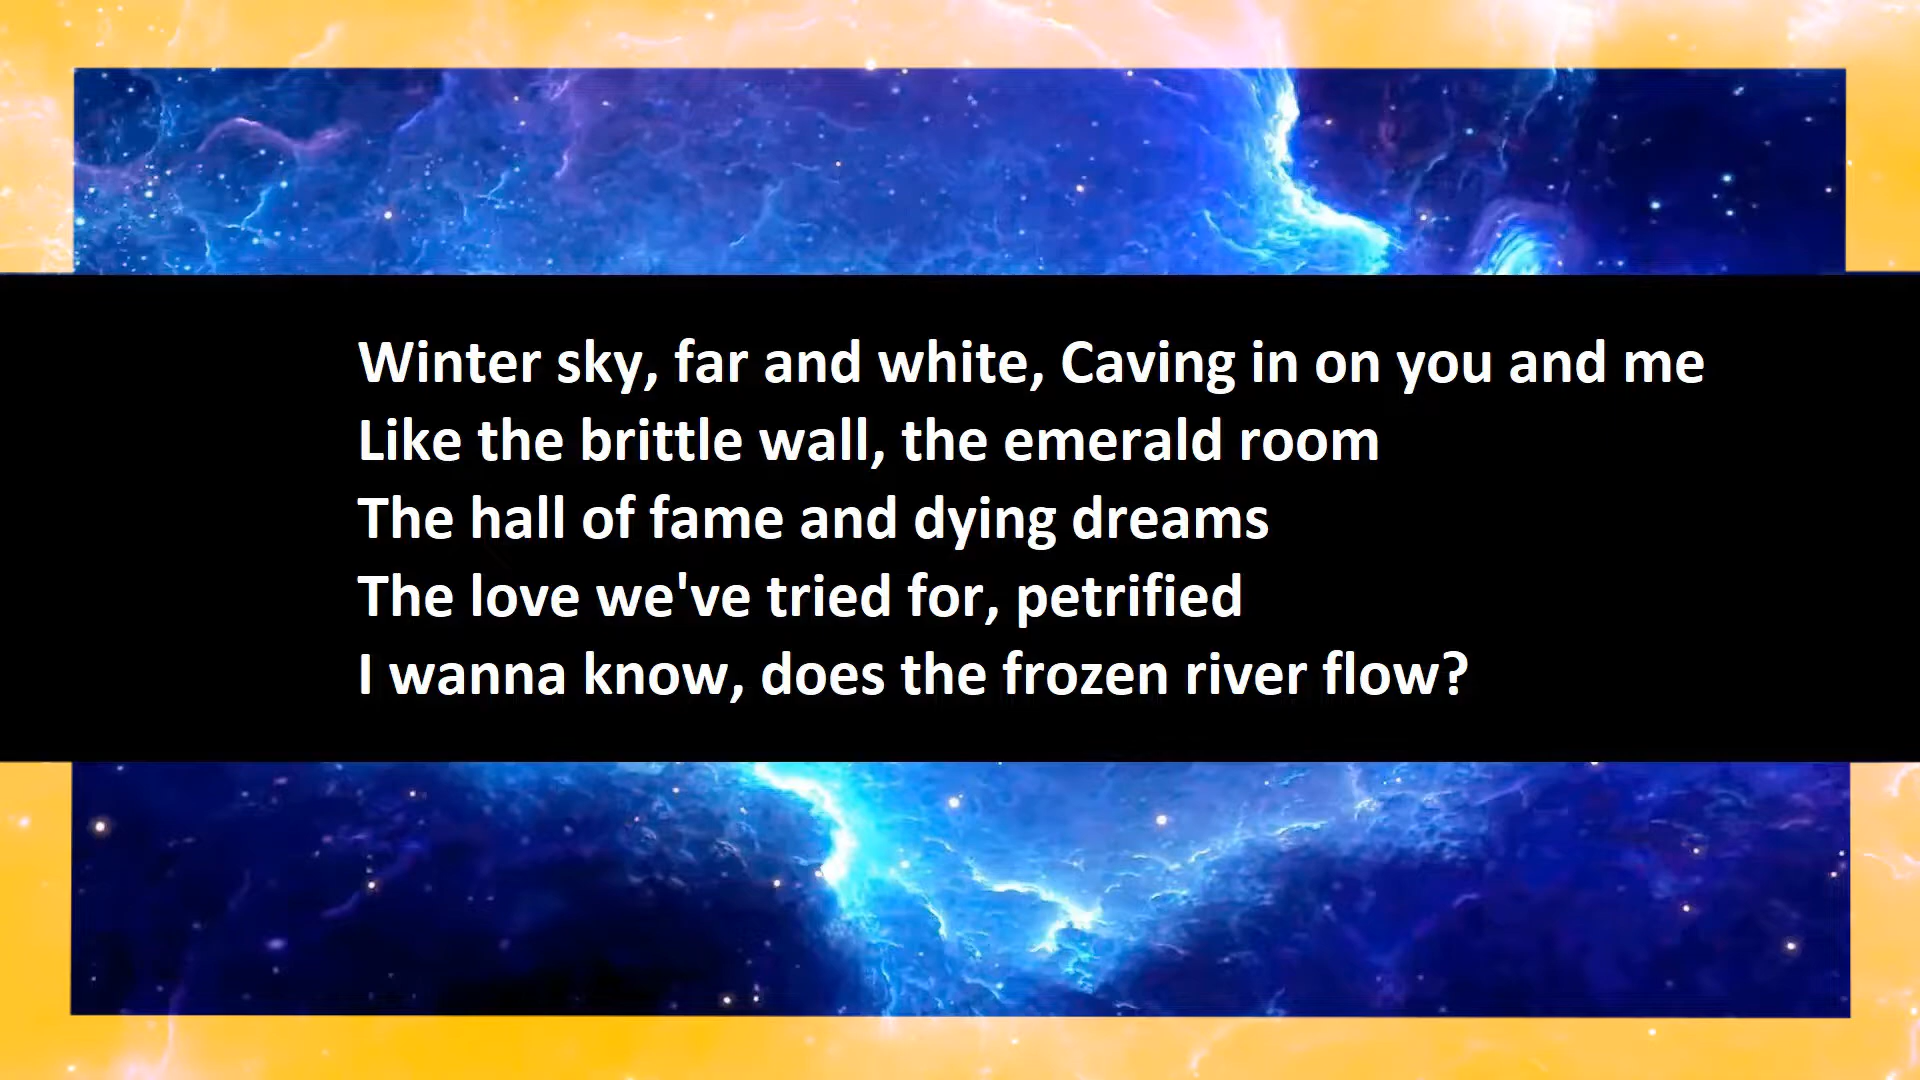 Winter sky, far and white, Caving in on you and me
Like the brittle wall, the emerald room
The hall of fame and dying dreams
The love we've tried for, petrified
I wanna know, does the frozen river flow?